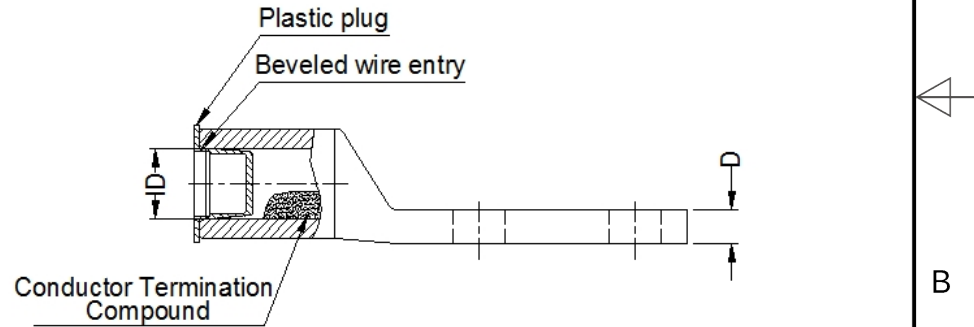 Plastic plug
Beveled wire entry
ID
D
Conductor Termination
Compound
B